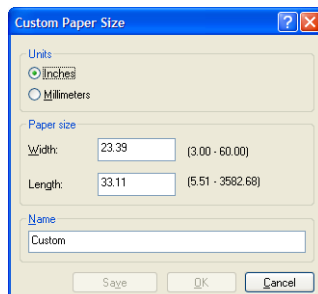 Custom Paper Size
Units
Inches
Millimeters
Paper size
Width: 23.39 (3.00 - 60.00)
Length: 33.11 (5.51 - 3582.68)
Name
Custom
Save OK Cancel